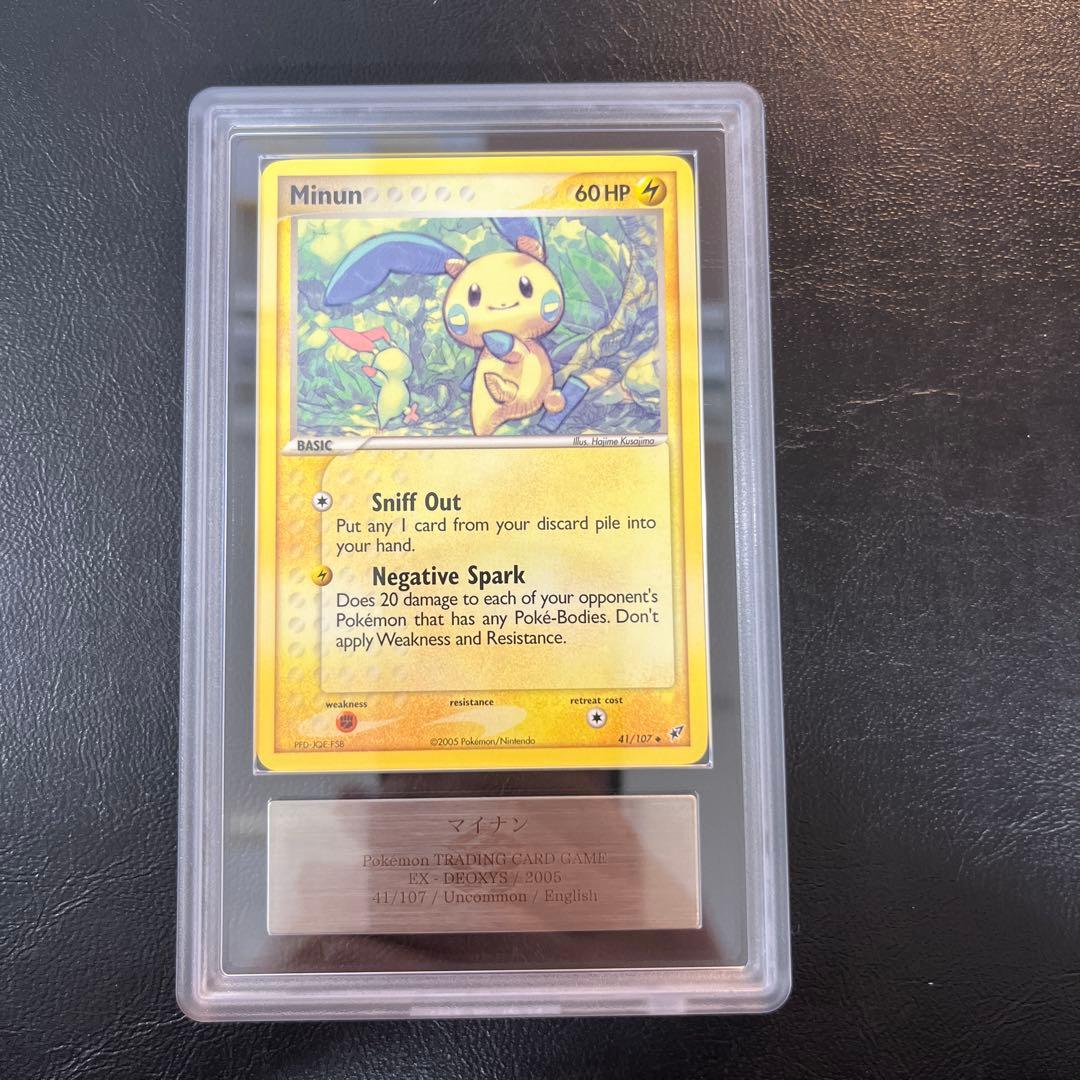 Minun
60 HP
BASIC
Illus. Hajime Kusajima
Sniff Out
Put any 1 card from your discard pile into
your hand.
Negative Spark
Does 20 damage to each of your opponent's
Pokémon that has any Poké-Bodies. Don't
apply Weakness and Resistance.
weakness resistance retreat cost
PFD-JQE-FSB ©2005 Pokémon/Nintendo 41/107
マイナン
Pokémon TRADING CARD GAME
EX - DEOXYS / 2005
41/107 / Uncommon / English